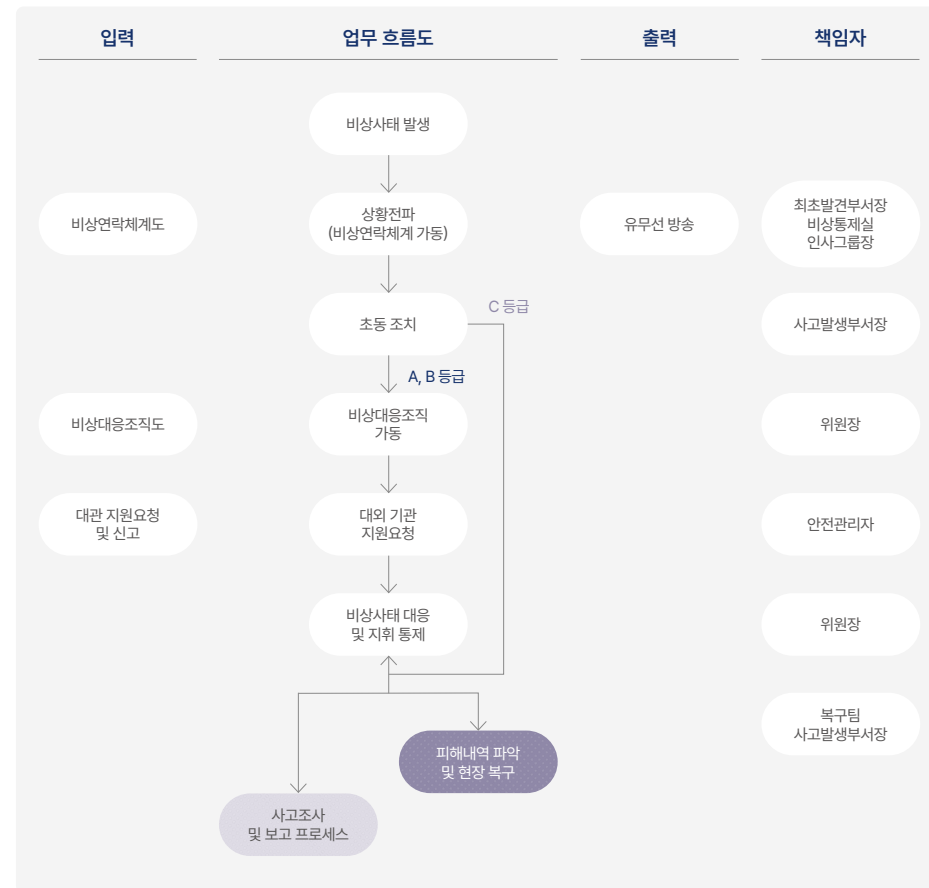 입력
업무 흐름도
출력
책임자
비상사태 발생
비상연락체계도
상황전파
(비상연락체계 가동)
유무선 방송
최초발견부서장
비상통제실
인사그룹장
C 등급
초동 조치
사고발생부서장
A, B 등급
비상대응조직도
비상대응조직
가동
위원장
대관 지원요청
및 신고
대외 기관
지원요청
안전관리자
비상사태 대응
및 지휘 통제
위원장
복구팀
사고발생부서장
피해내역 파악
및 현장 복구
사고조사
및 보고 프로세스